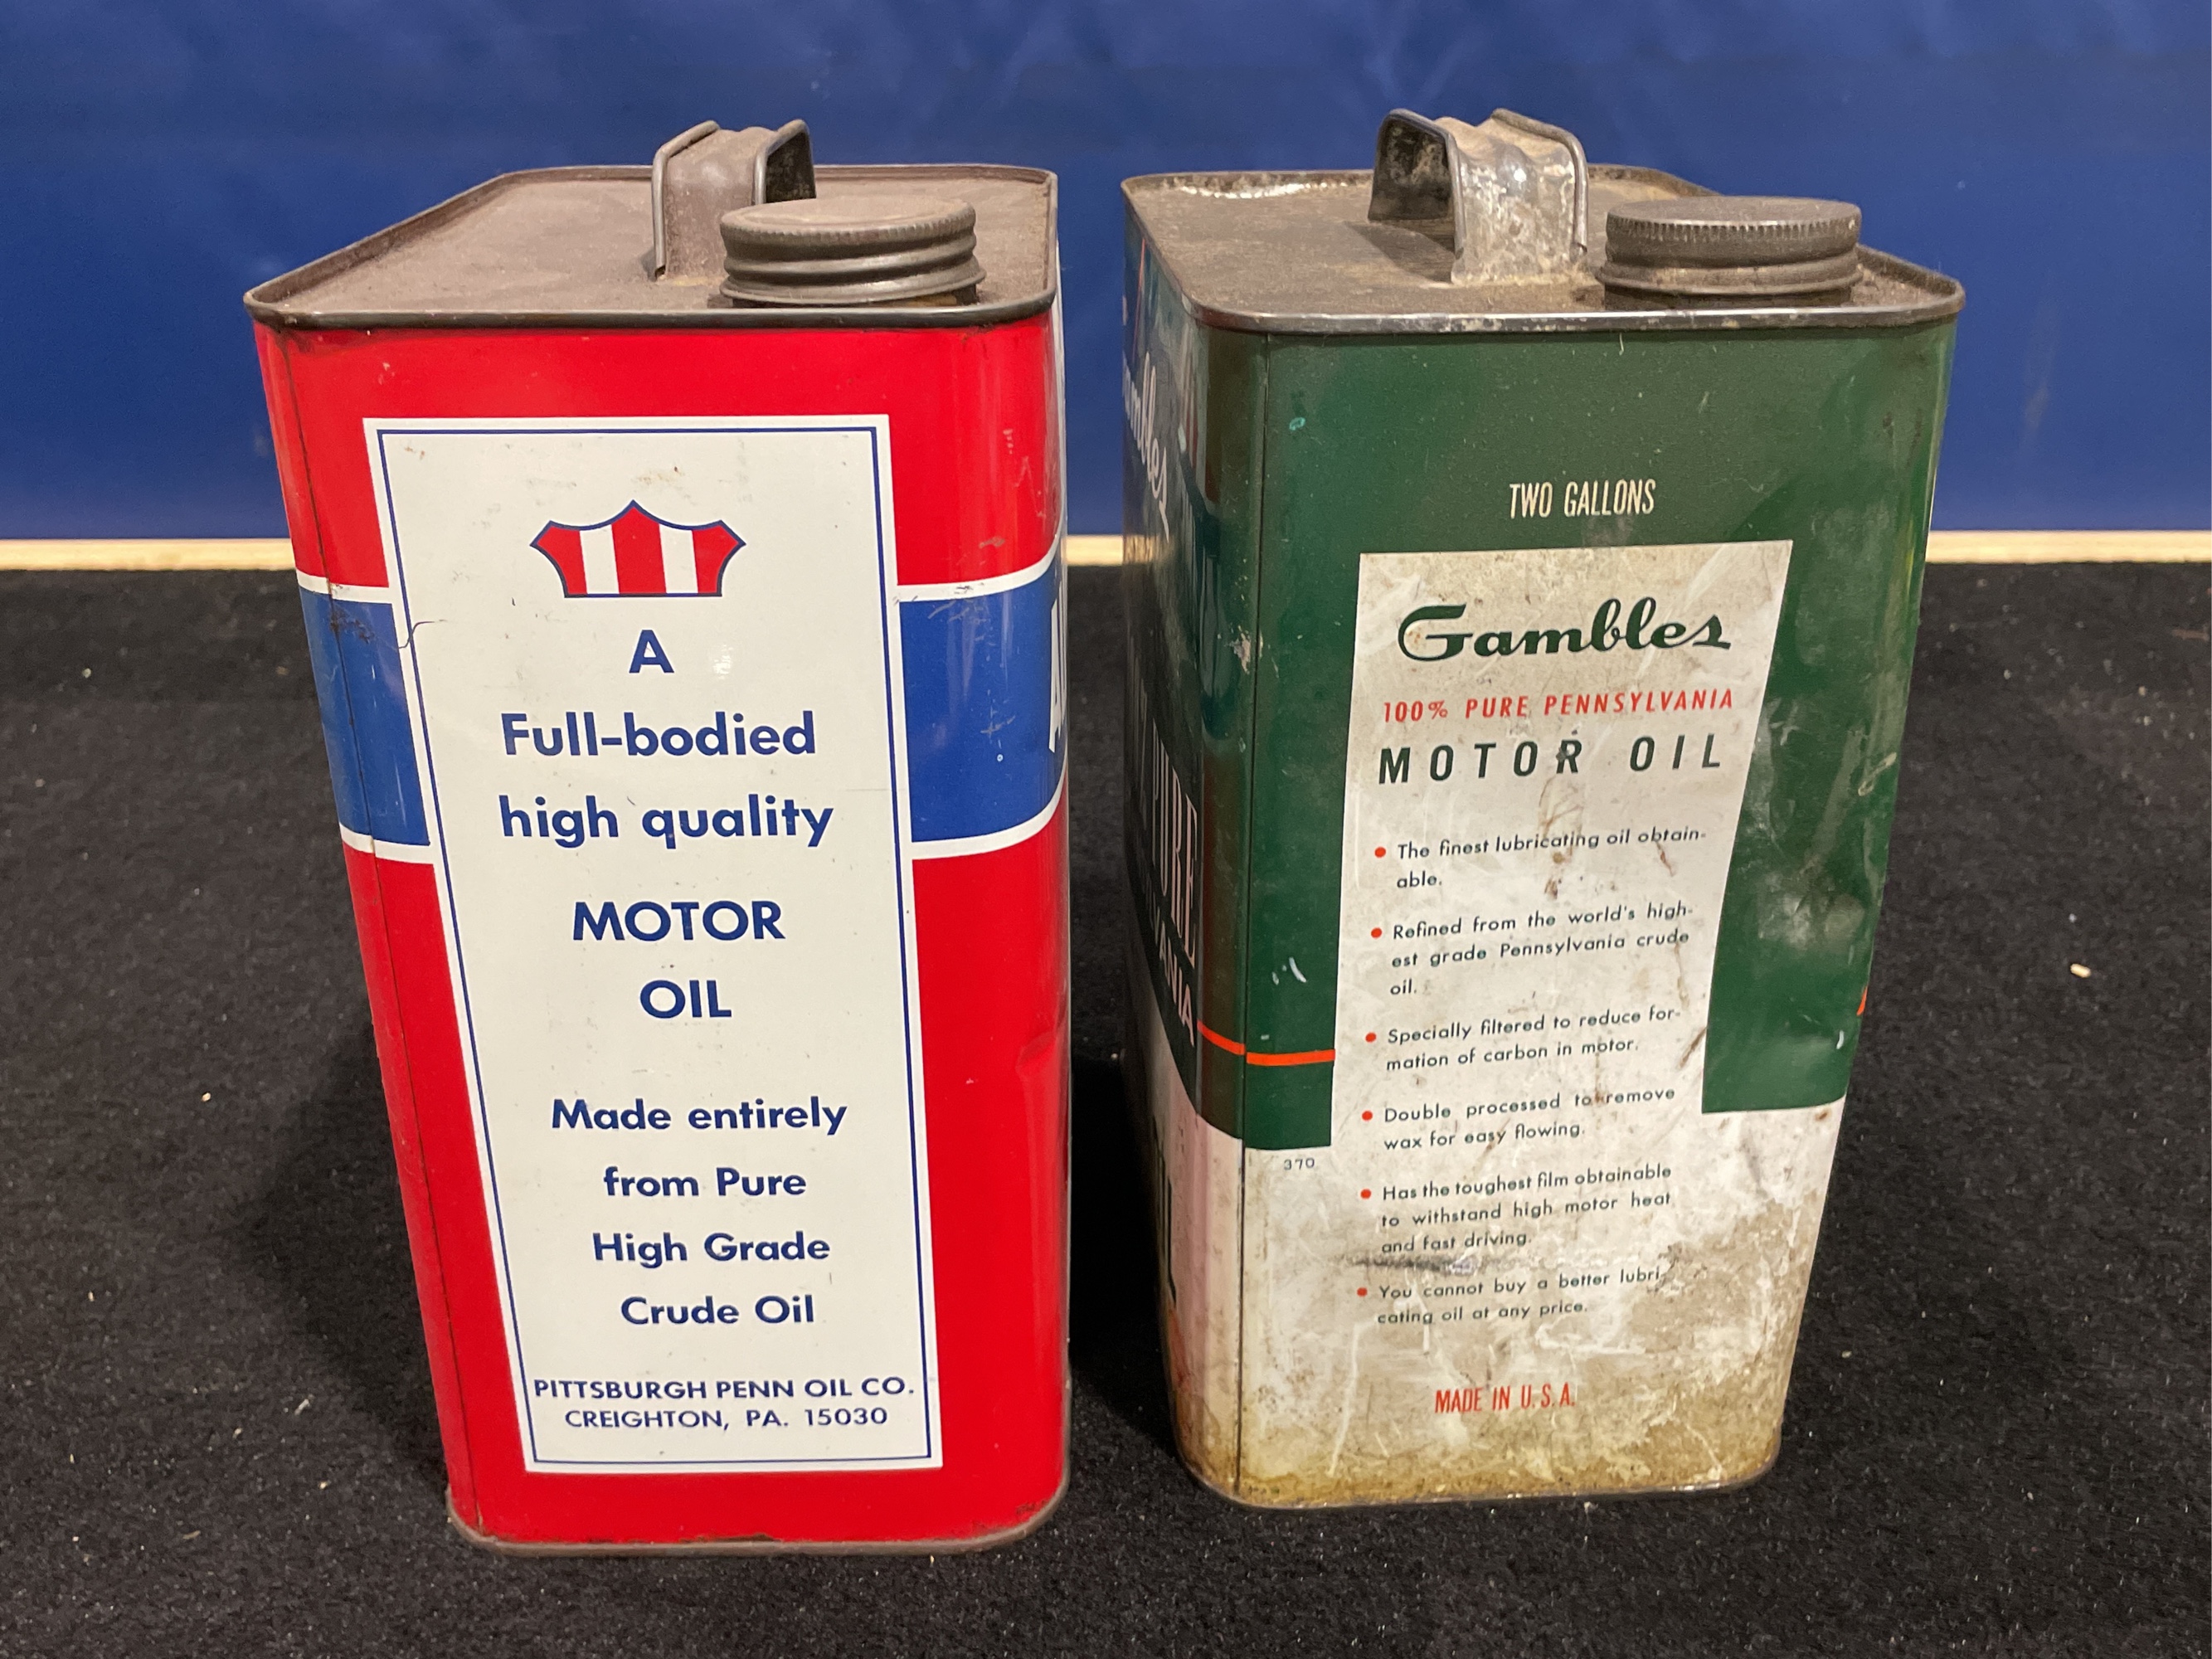 A
Full-bodied
high quality
MOTOR
OIL
Made entirely
from Pure
High Grade
Crude Oil
PITTSBURGH PENN OIL CO.
CREIGHTON, PA. 15030
TWO GALLONS
Gambles
100% PURE PENNSYLVANIA
MOTOR OIL
• The finest lubricating oil obtain-
able.
• Refined from the world's high-
est grade Pennsylvania crude
oil.
• Specially filtered to reduce for-
mation of carbon in motor.
• Double processed to remove
wax for easy flowing.
• Has the toughest film obtainable
to withstand high motor heat
and fast driving.
• You cannot buy a better lubri-
cating oil at any price.
MADE IN U.S.A.
370
PURE